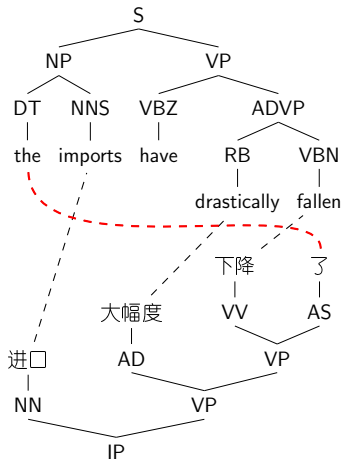 S
NP VP
DT NNS VBZ ADVP
the imports have RB VBN
drastically fallen
下降 了
大幅度 VV AS
进口 AD VP
NN VP
IP